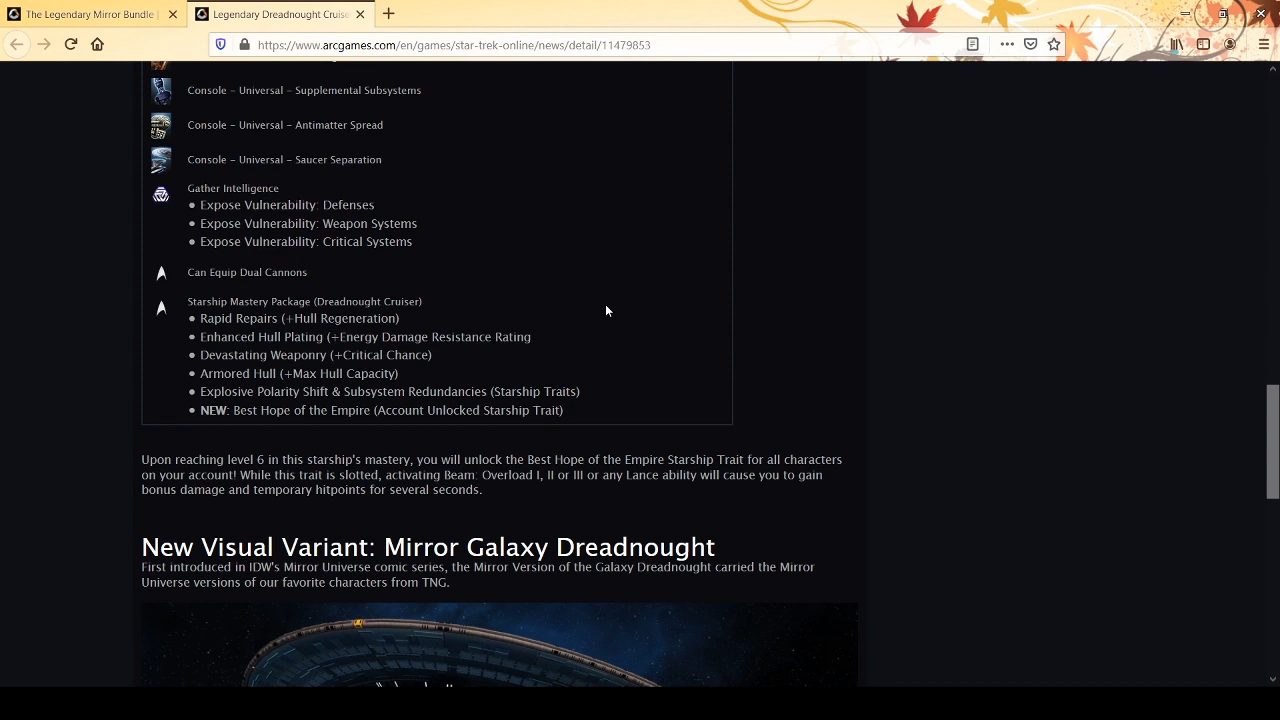 The Legendary Mirror Bundle |
Legendary Dreadnought Cruise
https://www.arcgames.com/en/games/star-trek-online/news/detail/11479853
Console - Universal - Supplemental Subsystems
Console - Universal - Antimatter Spread
Console - Universal - Saucer Separation
Gather Intelligence
• Expose Vulnerability: Defenses
• Expose Vulnerability: Weapon Systems
• Expose Vulnerability: Critical Systems
Can Equip Dual Cannons
Starship Mastery Package (Dreadnought Cruiser)
• Rapid Repairs (+Hull Regeneration)
• Enhanced Hull Plating (+Energy Damage Resistance Rating
• Devastating Weaponry (+Critical Chance)
• Armored Hull (+Max Hull Capacity)
• Explosive Polarity Shift & Subsystem Redundancies (Starship Traits)
• NEW: Best Hope of the Empire (Account Unlocked Starship Trait)
Upon reaching level 6 in this starship's mastery, you will unlock the Best Hope of the Empire Starship Trait for all characters
on your account! While this trait is slotted, activating Beam: Overload I, II or III or any Lance ability will cause you to gain
bonus damage and temporary hitpoints for several seconds.
New Visual Variant: Mirror Galaxy Dreadnought
First introduced in IDW's Mirror Universe comic series, the Mirror Version of the Galaxy Dreadnought carried the Mirror
Universe versions of our favorite characters from TNG.